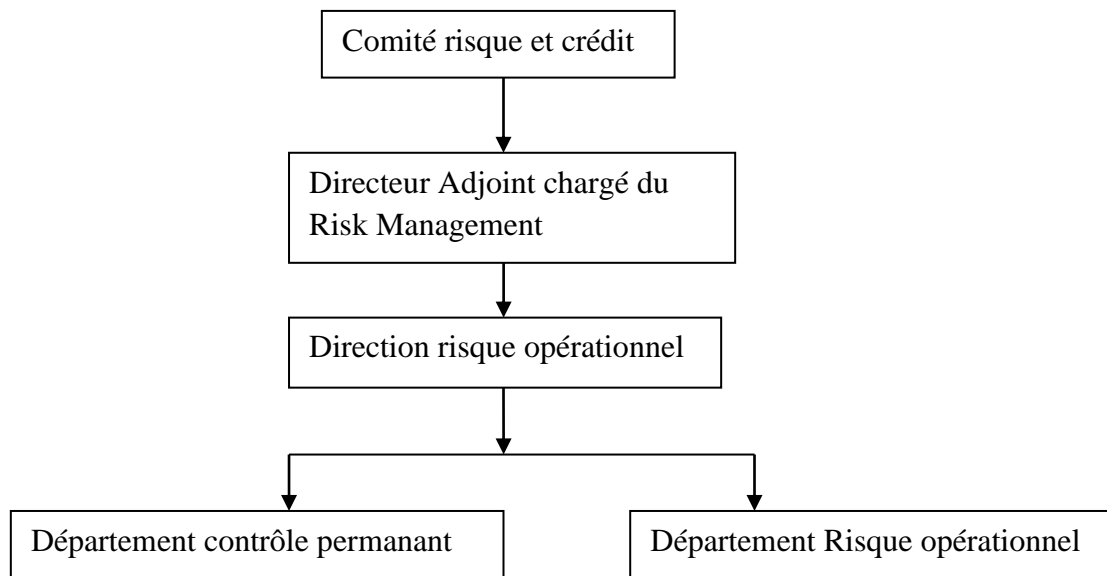 Comité risque et crédit
Directeur Adjoint chargé du
Risk Management
Direction risque opérationnel
Département contrôle permanant
Département Risque opérationnel